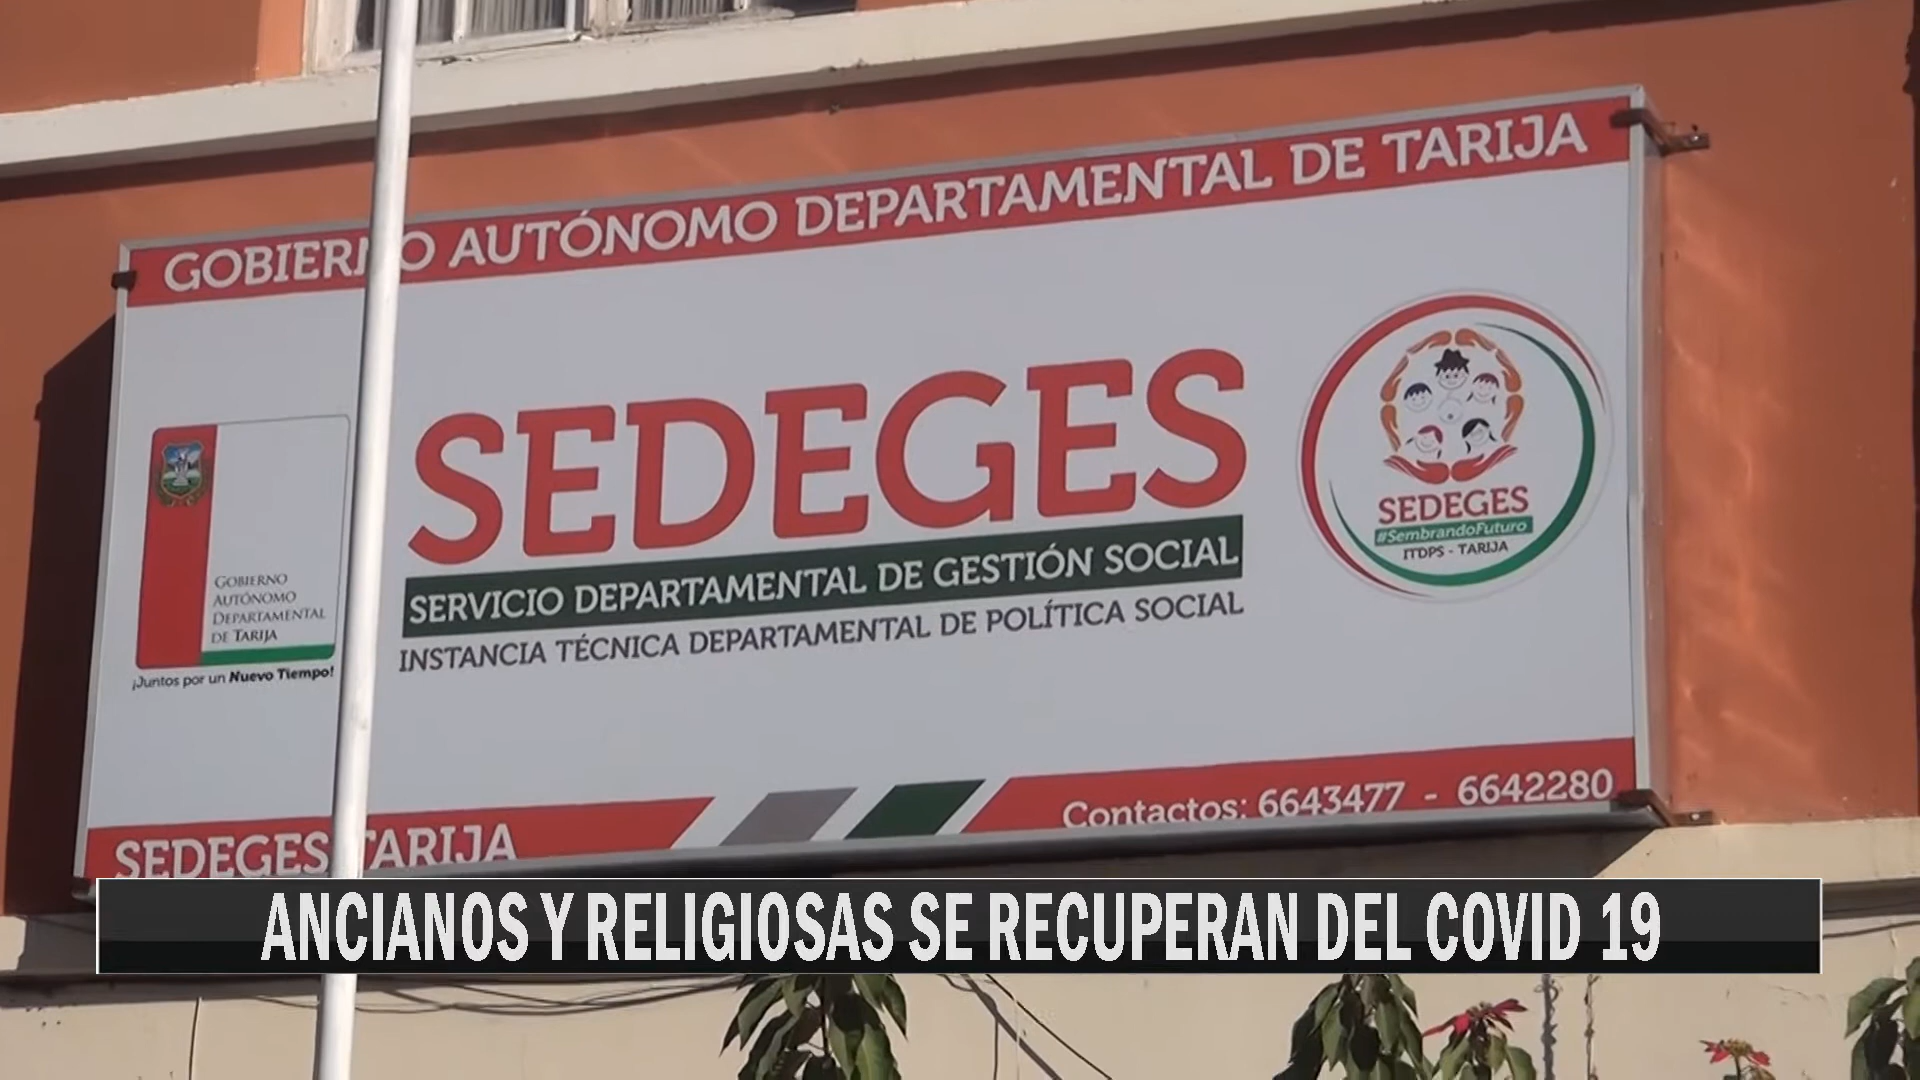 GOBIERNO AUTÓNOMO DEPARTAMENTAL DE TARIJA
SEDEGES
SERVICIO DEPARTAMENTAL DE GESTIÓN SOCIAL
INSTANCIA TÉCNICA DEPARTAMENTAL DE POLÍTICA SOCIAL
GOBIERNO
AUTÓNOMO
DEPARTAMENTAL
DE TARIJA
¡Juntos por un Nuevo Tiempo!
SEDEGES
#SembrandoFuturo
ITDPS - TARIJA
SEDEGES TARIJA
Contactos: 6643477 - 6642280
ANCIANOS Y RELIGIOSAS SE RECUPERAN DEL COVID 19